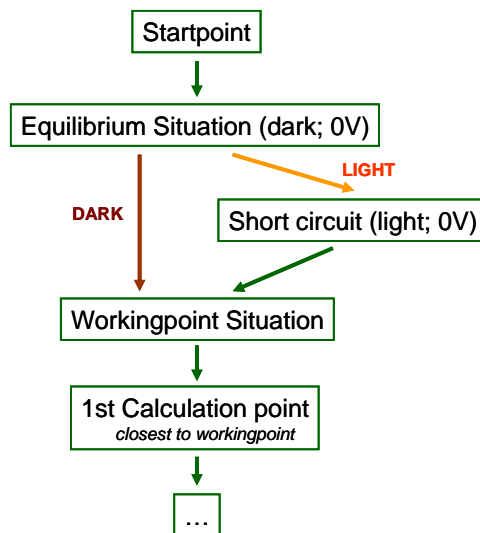 Startpoint
Equilibrium Situation (dark; 0V)
LIGHT
DARK
Short circuit (light; 0V)
Workingpoint Situation
1st Calculation point
closest to workingpoint
...